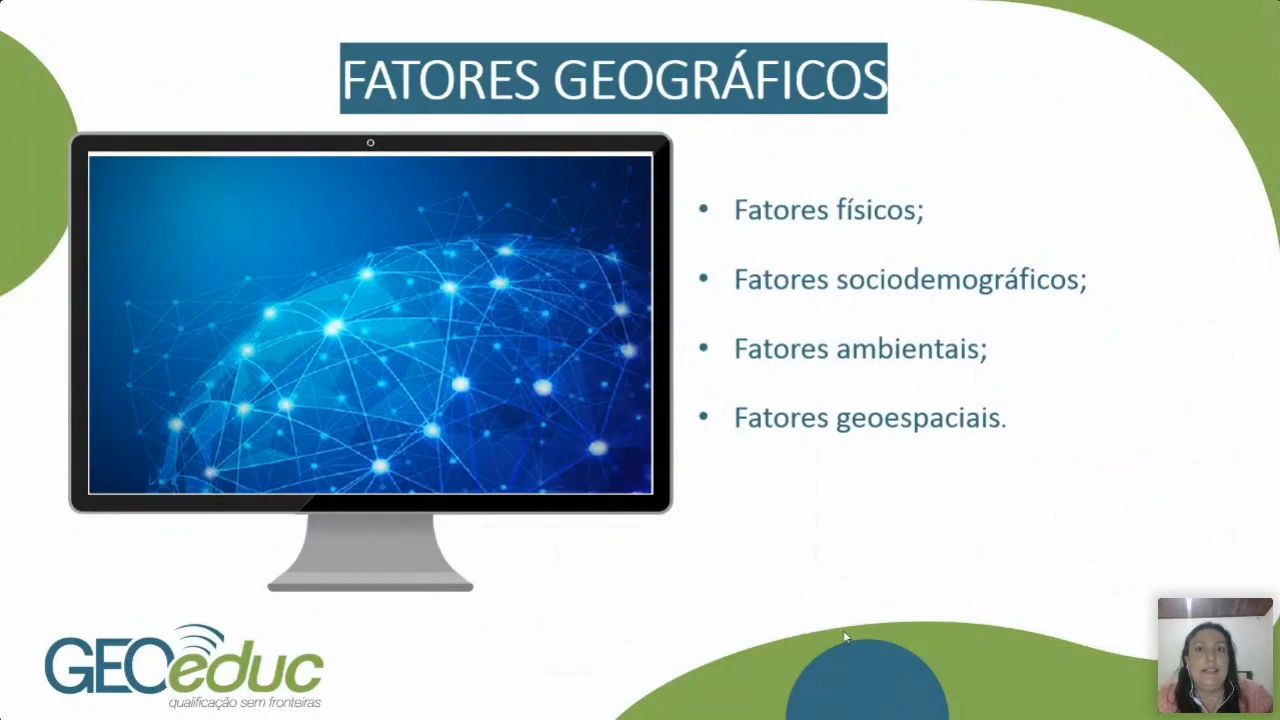 FATORES GEOGRÁFICOS
• Fatores físicos;
• Fatores sociodemográficos;
• Fatores ambientais;
• Fatores geoespaciais.
GEOeduc
qualificação sem fronteiras